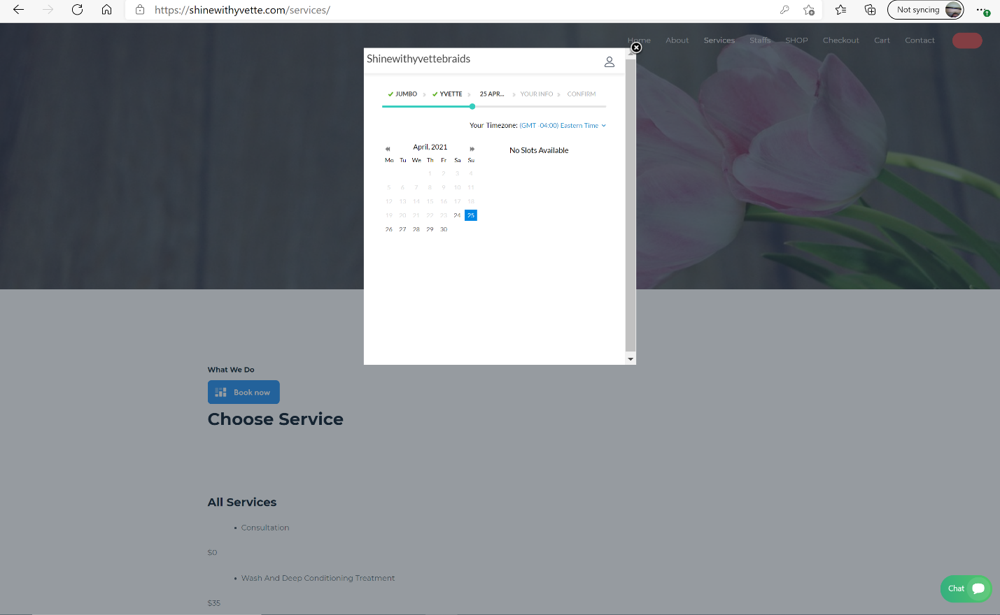 https://shinewithyvette.com/services/
Not syncing
Home About Services Staffs SHOP Checkout Cart Contact
Shinewithyvettebraids
JUMBO YVETTE 25 APR... YOUR INFO CONFIRM
Your Timezone: (GMT -04:00) Eastern Time
April, 2021
No Slots Available
Mo Tu We Th Fr Sa Su
1 2 3 4
5 6 7 8 9 10 11
12 13 14 15 16 17 18
19 20 21 22 23 24 25
26 27 28 29 30
What We Do
Book now
Choose Service
All Services
• Consultation
$0
• Wash And Deep Conditioning Treatment
Chat
$35